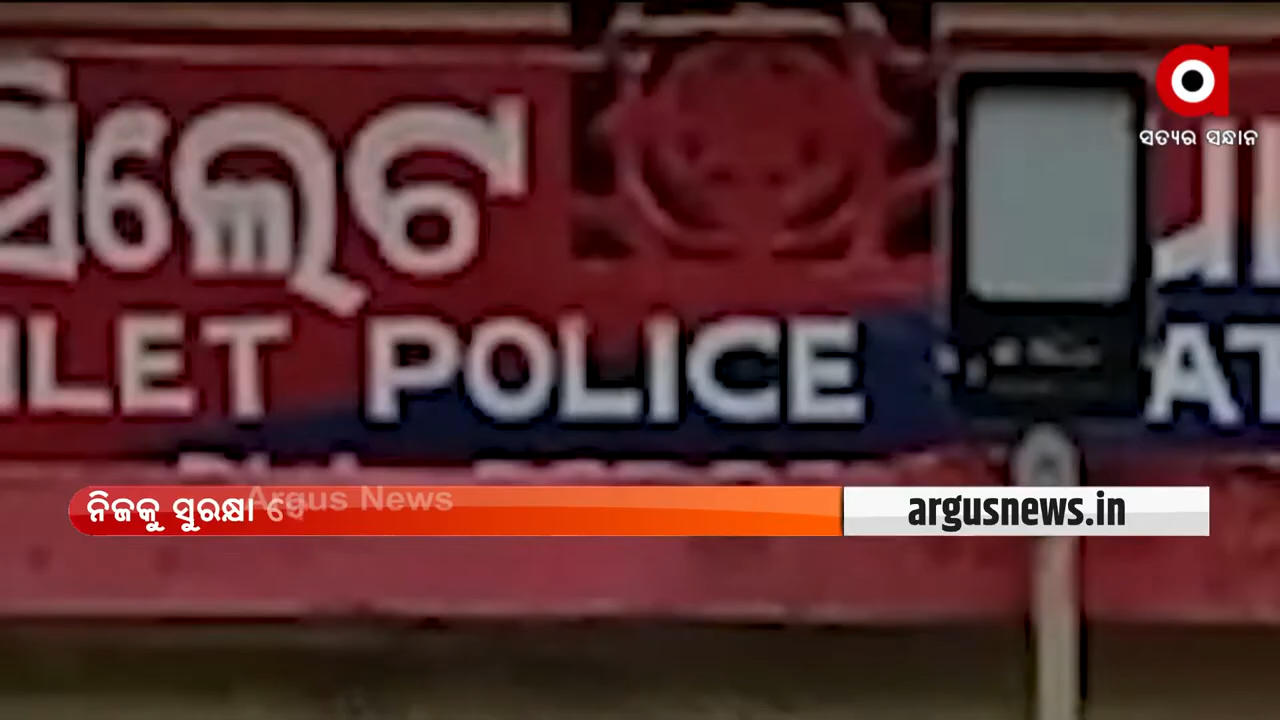 ସତ୍ୟର ସନ୍ଧାନ
ସିଲେଟ
ILET POLICE
AT
Argus News
ନିଜକୁ ସୁରକ୍ଷା
argusnews.in